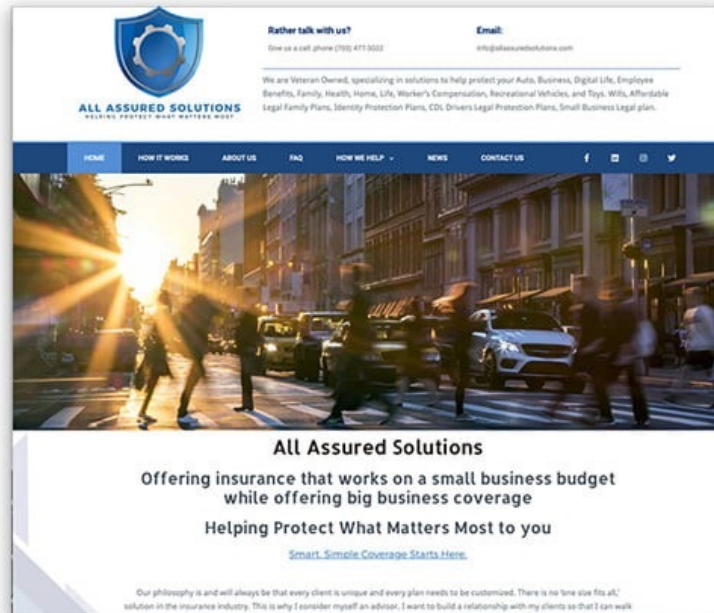 Rather talk with us?
Email:
Give us a call phone (703) 477-3022
info@allassuredsolutions.com
ALL ASSURED SOLUTIONS
HELPING PROTECT WHAT MATTERS MOST
We are Veteran Owned, specializing in solutions to help protect your Auto, Business, Digital Life, Employee
Benefits, Family, Health, Home, Life, Worker's Compensation, Recreational Vehicles, and Toys. Wills, Affordable
Legal Family Plans, Identity Protection Plans, CDL Drivers Legal Protection Plans, Small Business Legal plan.
HOME HOW IT WORKS ABOUT US FAQ HOW WE HELP NEWS CONTACT US
All Assured Solutions
Offering insurance that works on a small business budget
while offering big business coverage
Helping Protect What Matters Most to you
Smart. Simple Coverage Starts Here.
Our philosophy is and will always be that every client is unique and every plan needs to be customized. There is no 'one size fits all,'
solution in the insurance industry. This is why I consider myself an advisor. I want to build a relationship with my clients so that I can walk